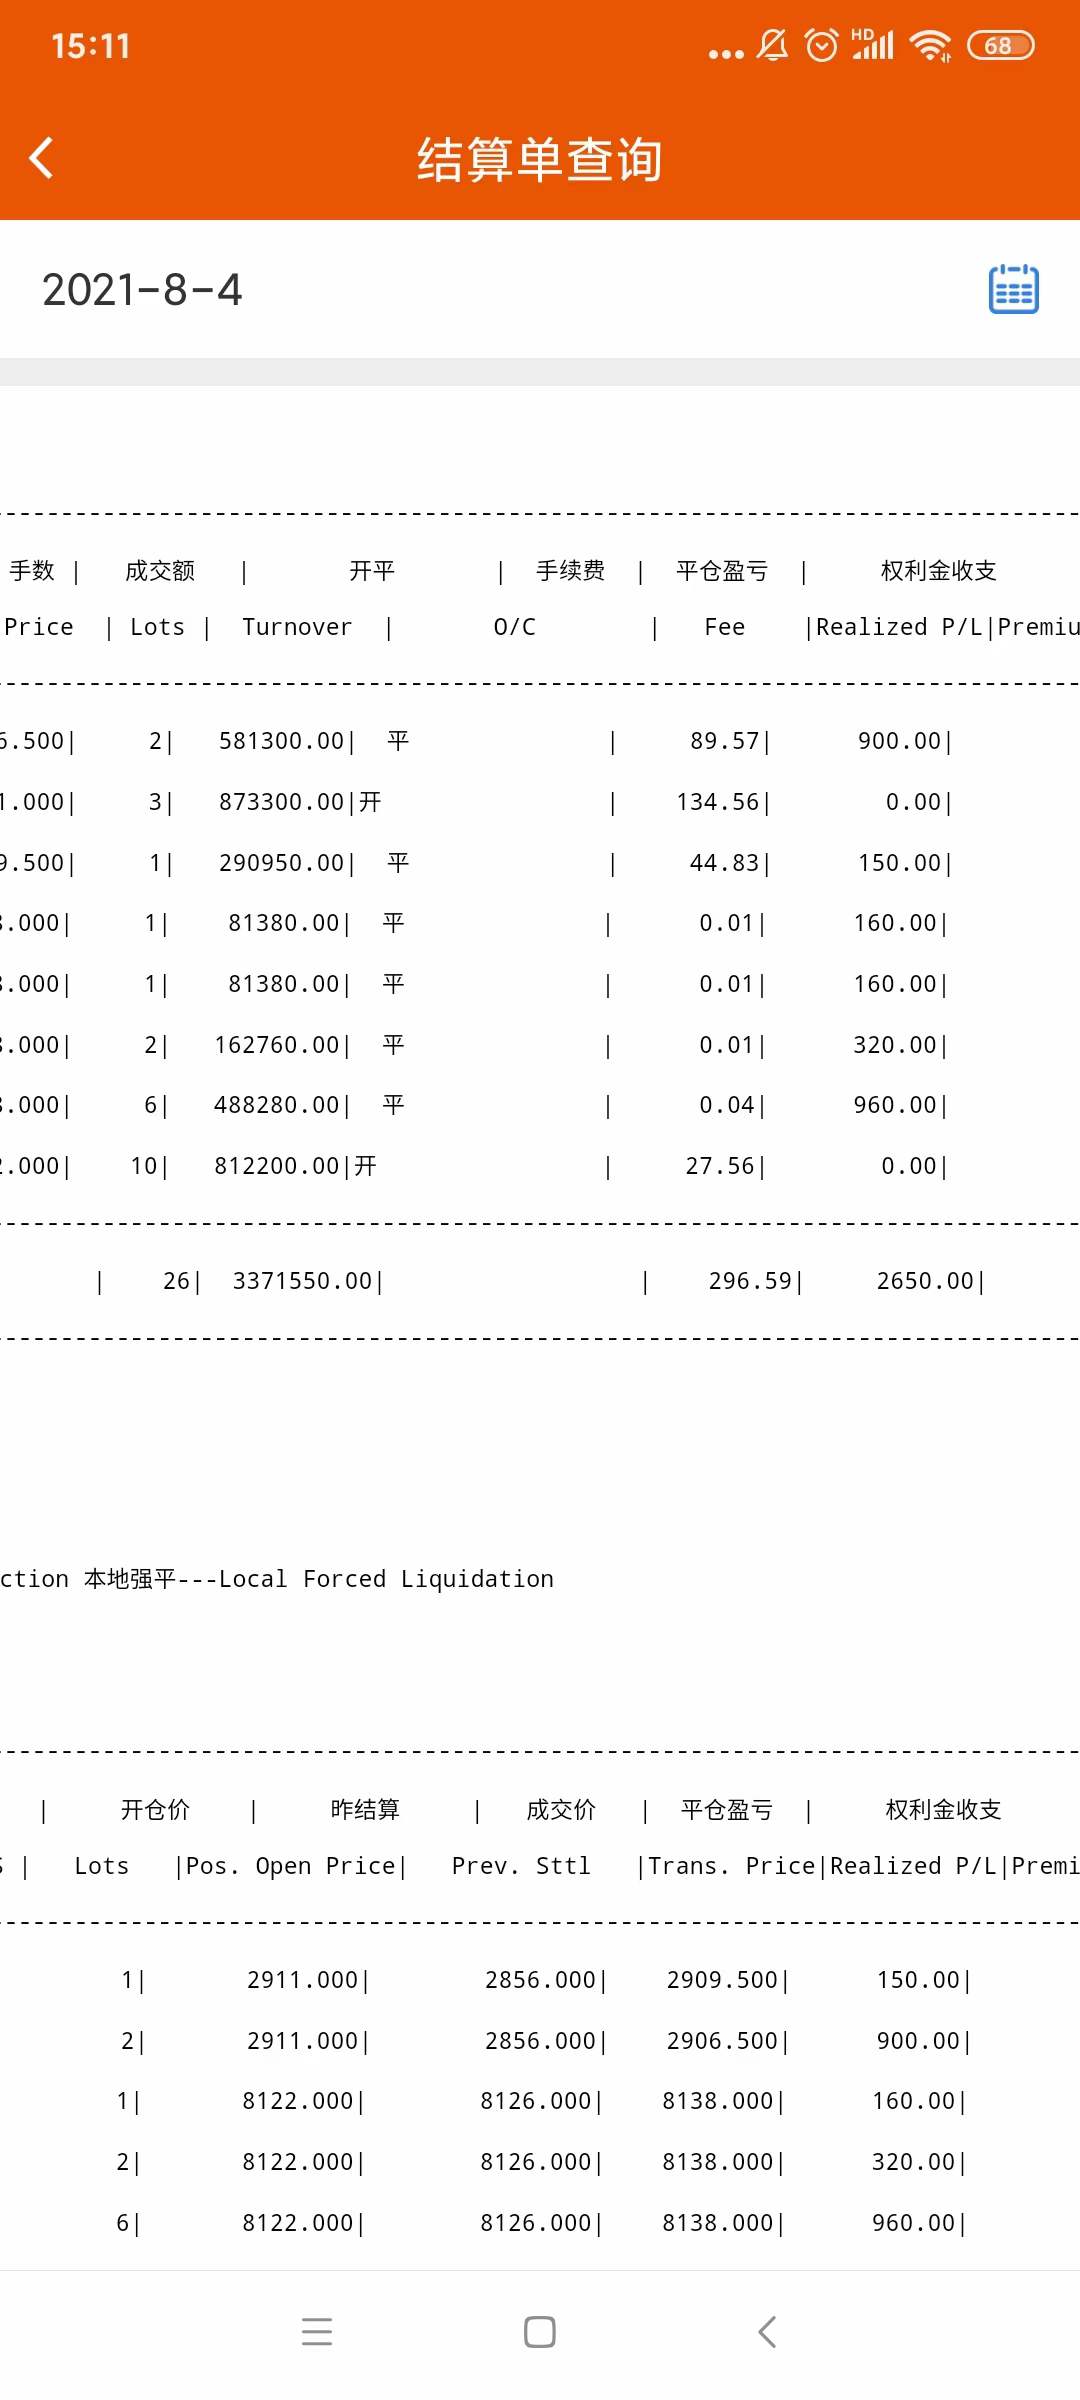 15:11
HD
68
结算单查询
2021-8-4
手数 | 成交额 | 开平 | 手续费 | 平仓盈亏 | 权利金收支
Price | Lots | Turnover | O/C | Fee |Realized P/L|Premiu
6.500| 2| 581300.00| 平 | 89.57| 900.00|
1.000| 3| 873300.00|开 | 134.56| 0.00|
9.500| 1| 290950.00| 平 | 44.83| 150.00|
8.000| 1| 81380.00| 平 | 0.01| 160.00|
8.000| 1| 81380.00| 平 | 0.01| 160.00|
8.000| 2| 162760.00| 平 | 0.01| 320.00|
8.000| 6| 488280.00| 平 | 0.04| 960.00|
2.000| 10| 812200.00|开 | 27.56| 0.00|
| 26| 3371550.00| | 296.59| 2650.00|
ction 本地强平---Local Forced Liquidation
| 开仓价 | 昨结算 | 成交价 | 平仓盈亏 | 权利金收支
S | Lots |Pos. Open Price| Prev. Sttl |Trans. Price|Realized P/L|Premi
1| 2911.000| 2856.000| 2909.500| 150.00|
2| 2911.000| 2856.000| 2906.500| 900.00|
1| 8122.000| 8126.000| 8138.000| 160.00|
2| 8122.000| 8126.000| 8138.000| 320.00|
6| 8122.000| 8126.000| 8138.000| 960.00|